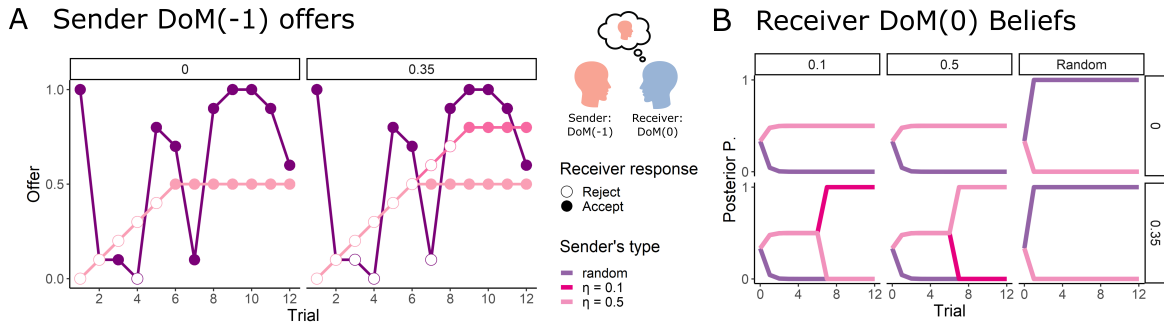 A Sender DoM(-1) offers
0
0.35
1.0
0.5
0.0
Offer
2 4 6 8 10 12
2 4 6 8 10 12
Trial
Sender:
DoM(-1)
Receiver:
DoM(0)
Receiver response
Reject
Accept
Sender's type
random
η = 0.1
η = 0.5
B Receiver DoM(0) Beliefs
0.1
0.5
Random
0
0.35
1
0
1
0
Posterior P.
0 4 8 12
0 4 8 12
0 4 8 12
Trial